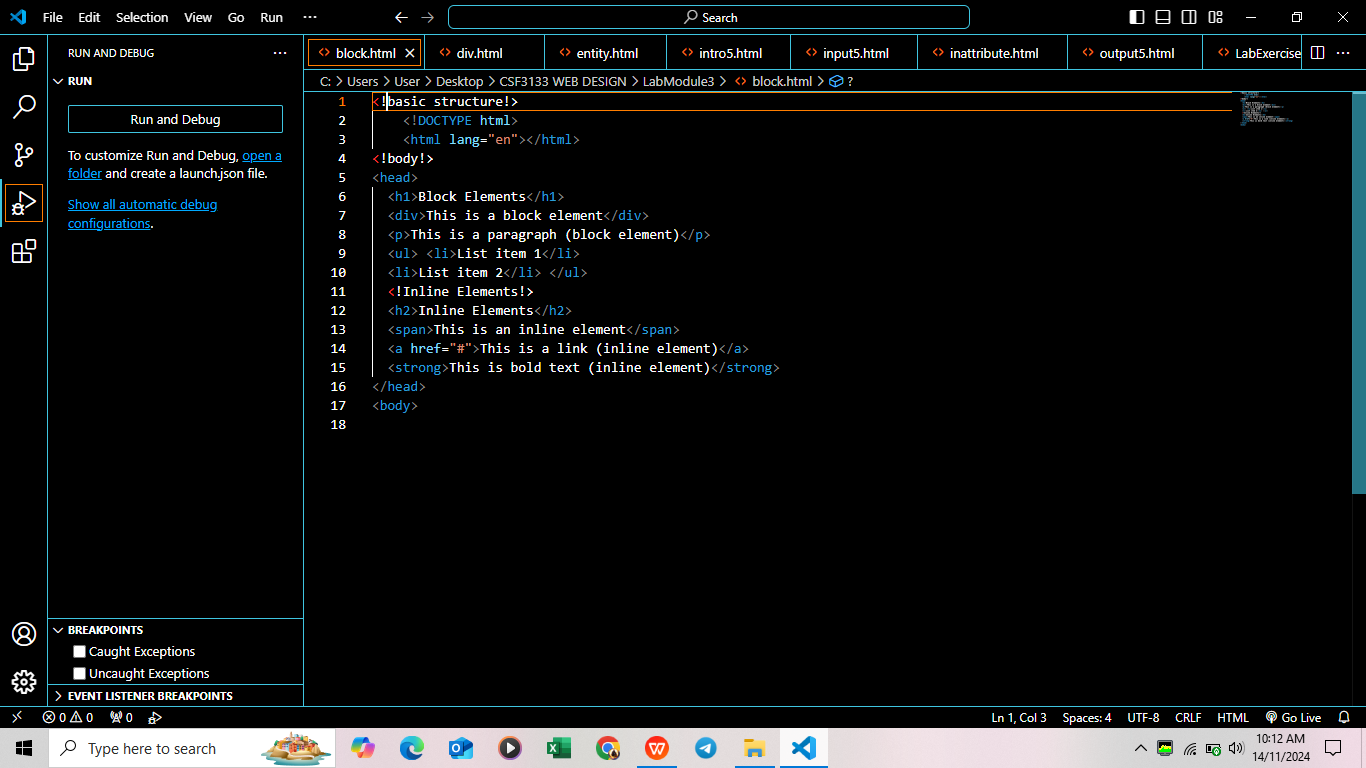 File Edit Selection View Go Run ··· Search
RUN AND DEBUG ···
RUN
Run and Debug
To customize Run and Debug, open a
folder and create a launch.json file.
Show all automatic debug
configurations.
BREAKPOINTS
Caught Exceptions
Uncaught Exceptions
EVENT LISTENER BREAKPOINTS
block.html div.html entity.html intro5.html input5.html inattribute.html output5.html LabExercise ···
C: > Users > User > Desktop > CSF3133 WEB DESIGN > LabModule3 > block.html > ?
1 <!basic structure!>
2 <!DOCTYPE html>
3 <html lang="en"></html>
4 <!body!>
5 <head>
6 <h1>Block Elements</h1>
7 <div>This is a block element</div>
8 <p>This is a paragraph (block element)</p>
9 <ul> <li>List item 1</li>
10 <li>List item 2</li> </ul>
11 <!Inline Elements!>
12 <h2>Inline Elements</h2>
13 <span>This is an inline element</span>
14 <a href="#">This is a link (inline element)</a>
15 <strong>This is bold text (inline element)</strong>
16 </head>
17 <body>
18
0 0 0 Ln 1, Col 3 Spaces: 4 UTF-8 CRLF HTML Go Live
Type here to search
10:12 AM
14/11/2024